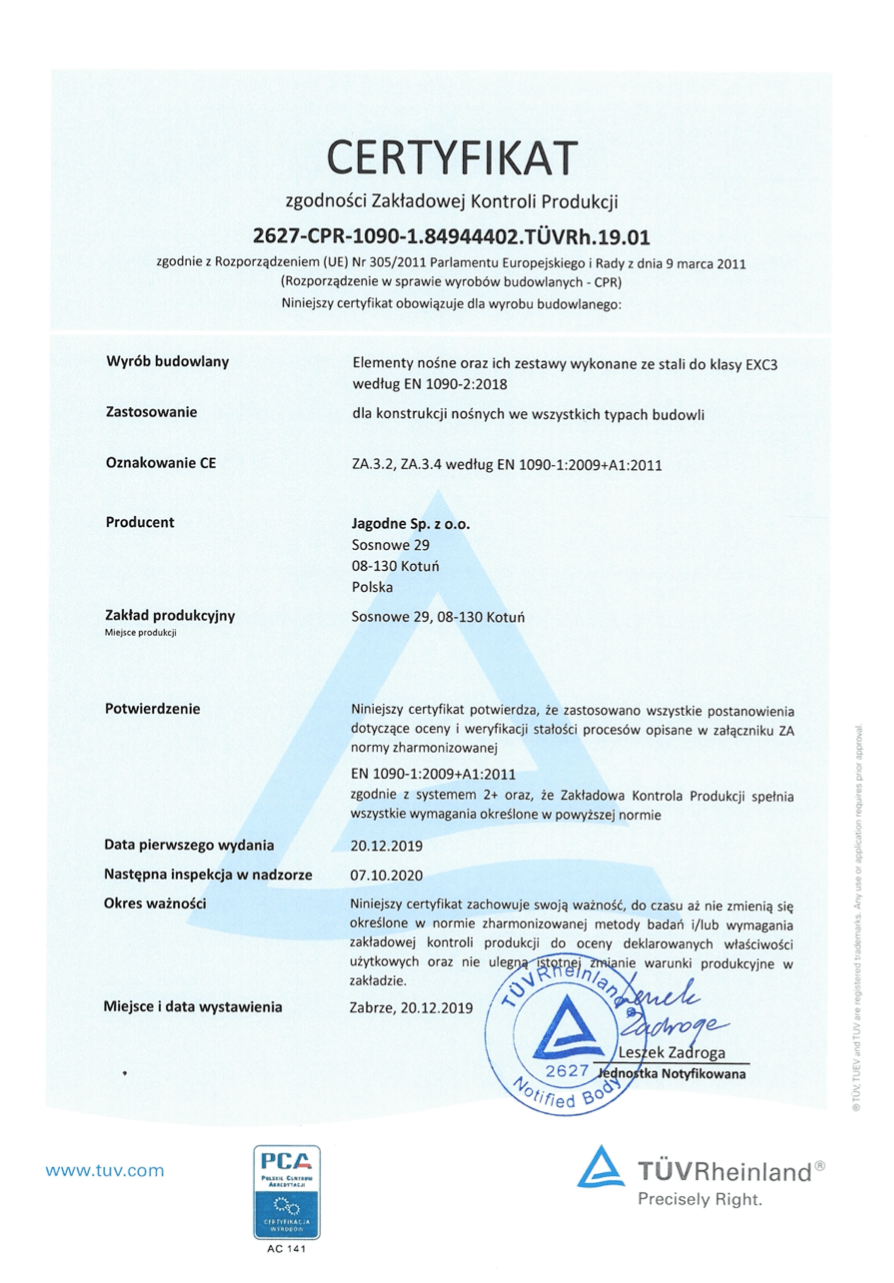 CERTYFIKAT
zgodności Zakładowej Kontroli Produkcji
2627-CPR-1090-1.84944402.TÜVRh.19.01
zgodnie z Rozporządzeniem (UE) Nr 305/2011 Parlamentu Europejskiego i Rady z dnia 9 marca 2011
(Rozporządzenie w sprawie wyrobów budowlanych - CPR)
Niniejszy certyfikat obowiązuje dla wyrobu budowlanego:
Wyrób budowlany
Elementy nośne oraz ich zestawy wykonane ze stali do klasy EXC3
według EN 1090-2:2018
Zastosowanie
dla konstrukcji nośnych we wszystkich typach budowli
Oznakowanie CE
ZA.3.2, ZA.3.4 według EN 1090-1:2009+A1:2011
Producent
Jagodne Sp. z o.o.
Sosnowe 29
08-130 Kotuń
Polska
Zakład produkcyjny
Miejsce produkcji
Sosnowe 29, 08-130 Kotuń
Potwierdzenie
Niniejszy certyfikat potwierdza, że zastosowano wszystkie postanowienia
dotyczące oceny i weryfikacji stałości procesów opisane w załączniku ZA
normy zharmonizowanej
EN 1090-1:2009+A1:2011
zgodnie z systemem 2+ oraz, że Zakładowa Kontrola Produkcji spełnia
wszystkie wymagania określone w powyższej normie
Data pierwszego wydania
20.12.2019
Następna inspekcja w nadzorze
07.10.2020
Okres ważności
Niniejszy certyfikat zachowuje swoją ważność, do czasu aż nie zmienią się
określone w normie zharmonizowanej metody badań i/lub wymagania
zakładowej kontroli produkcji do oceny deklarowanych właściwości
użytkowych oraz nie ulegną istotnej zmianie warunki produkcyjne w
zakładzie.
Miejsce i data wystawienia
Zabrze, 20.12.2019
TÜVRheinland
2627
Notified Body
Leszek Zadroga
Jednostka Notyfikowana
® TÜV, TUEV and TUV are registered trademarks. Any use or application requires prior approval.
www.tuv.com
PCA
POLSKIE CENTRUM
AKREDYTACJI
CERTYFIKACJA
WYROBÓW
AC 141
TÜVRheinland®
Precisely Right.